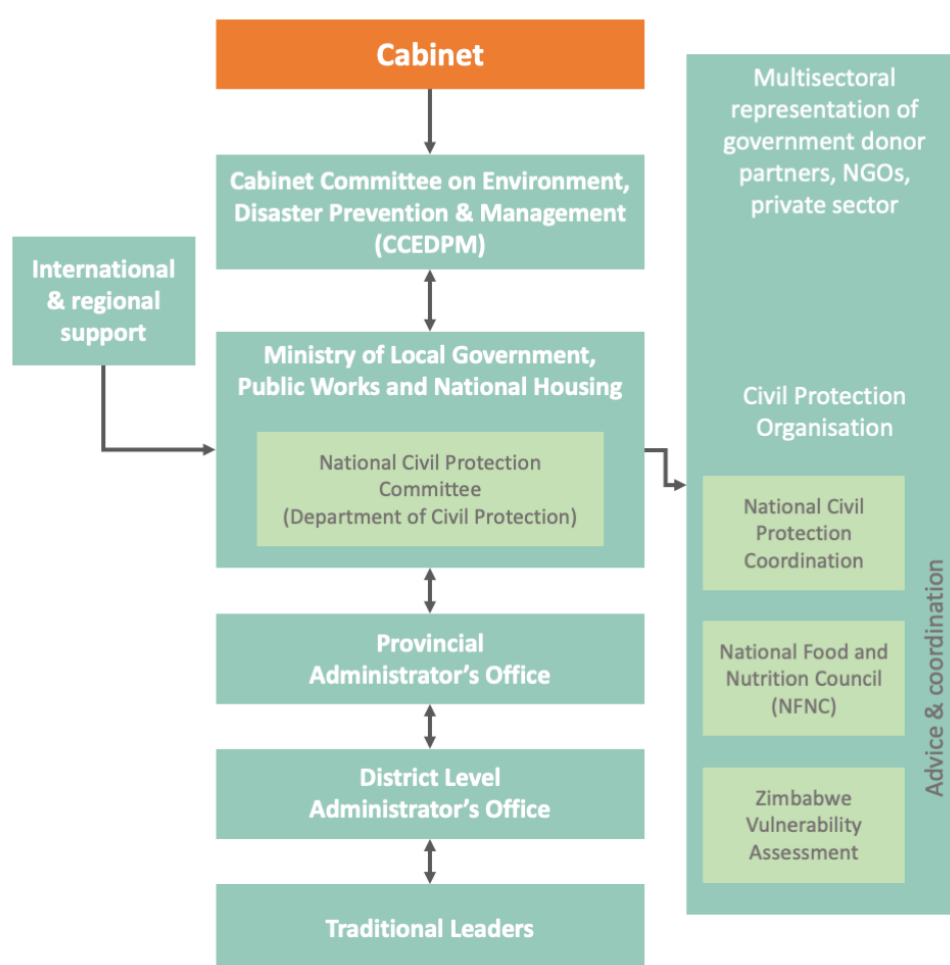 Cabinet
Cabinet Committee on Environment,
Disaster Prevention & Management
(CCEDPM)
International
& regional
support
Ministry of Local Government,
Public Works and National Housing
National Civil Protection
Committee
(Department of Civil Protection)
Provincial
Administrator’s Office
District Level
Administrator’s Office
Traditional Leaders
Multisectoral
representation of
government donor
partners, NGOs,
private sector
Civil Protection
Organisation
National Civil
Protection
Coordination
National Food and
Nutrition Council
(NFNC)
Zimbabwe
Vulnerability
Assessment
Advice & coordination